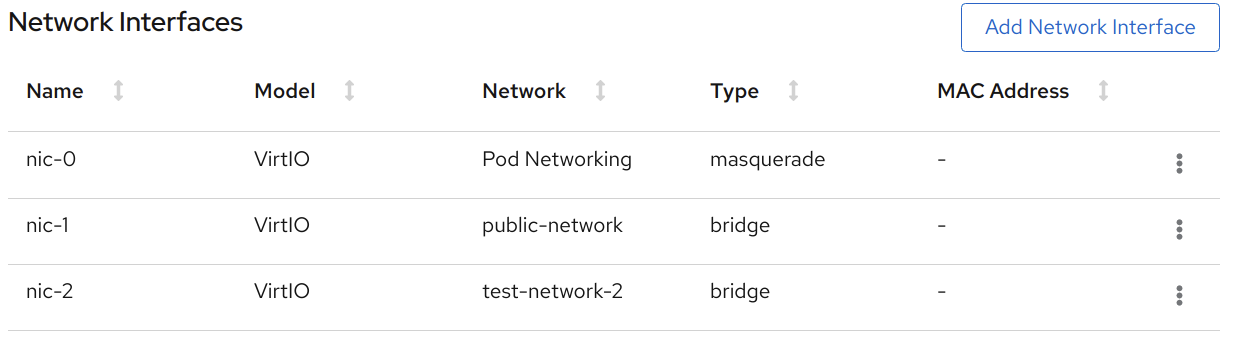 Network Interfaces
Add Network Interface
Name Model Network Type MAC Address
nic-0 VirtIO Pod Networking masquerade -
nic-1 VirtIO public-network bridge -
nic-2 VirtIO test-network-2 bridge -